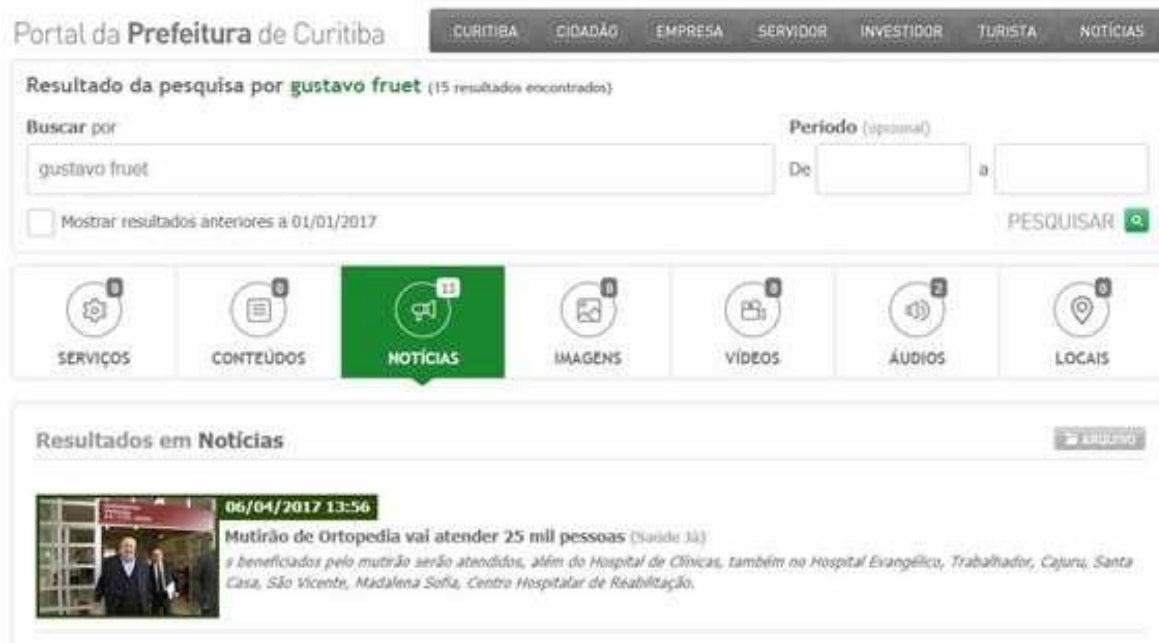 Portal da Prefeitura de Curitiba
CURITIBA CIDADÃO EMPRESA SERVIDOR INVESTIDOR TURISTA NOTÍCIAS
Resultado da pesquisa por gustavo fruet (15 resultados encontrados)
Buscar por
Período (opcional)
gustavo fruet
De
a
Mostrar resultados anteriores a 01/01/2017
PESQUISAR
0 0 13 0 0 2 0
SERVIÇOS CONTEÚDOS NOTÍCIAS IMAGENS VÍDEOS ÁUDIOS LOCAIS
Resultados em Notícias
ARQUIVO
06/04/2017 13:56
Mutirão de Ortopedia vai atender 25 mil pessoas (Saúde Já)
s beneficiados pelo mutirão serão atendidos, além do Hospital de Clínicas, também no Hospital Evangélico, Trabalhador, Cajuru, Santa
Casa, São Vicente, Madalena Sofia, Centro Hospitalar de Reabilitação.